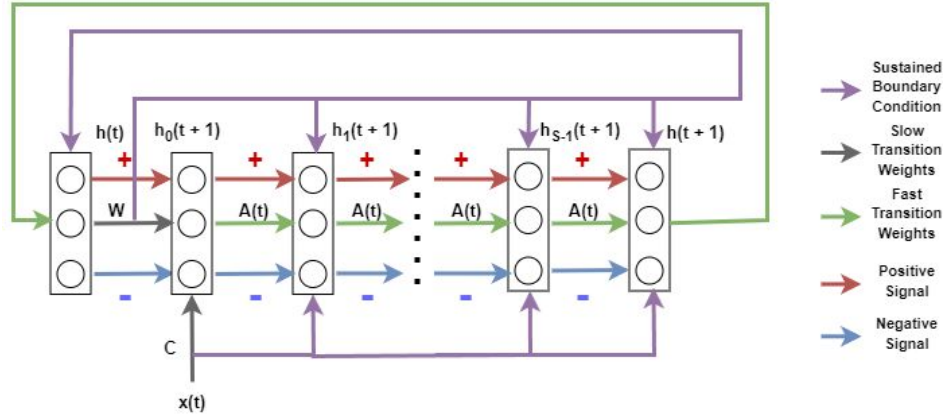 h(t) h₀(t + 1) h₁(t + 1) hS-1(t + 1) h(t + 1)
+ + + + +
W A(t) A(t) A(t) A(t)
- - - - -
C
x(t)
Sustained
Boundary
Condition
Slow
Transition
Weights
Fast
Transition
Weights
Positive
Signal
Negative
Signal